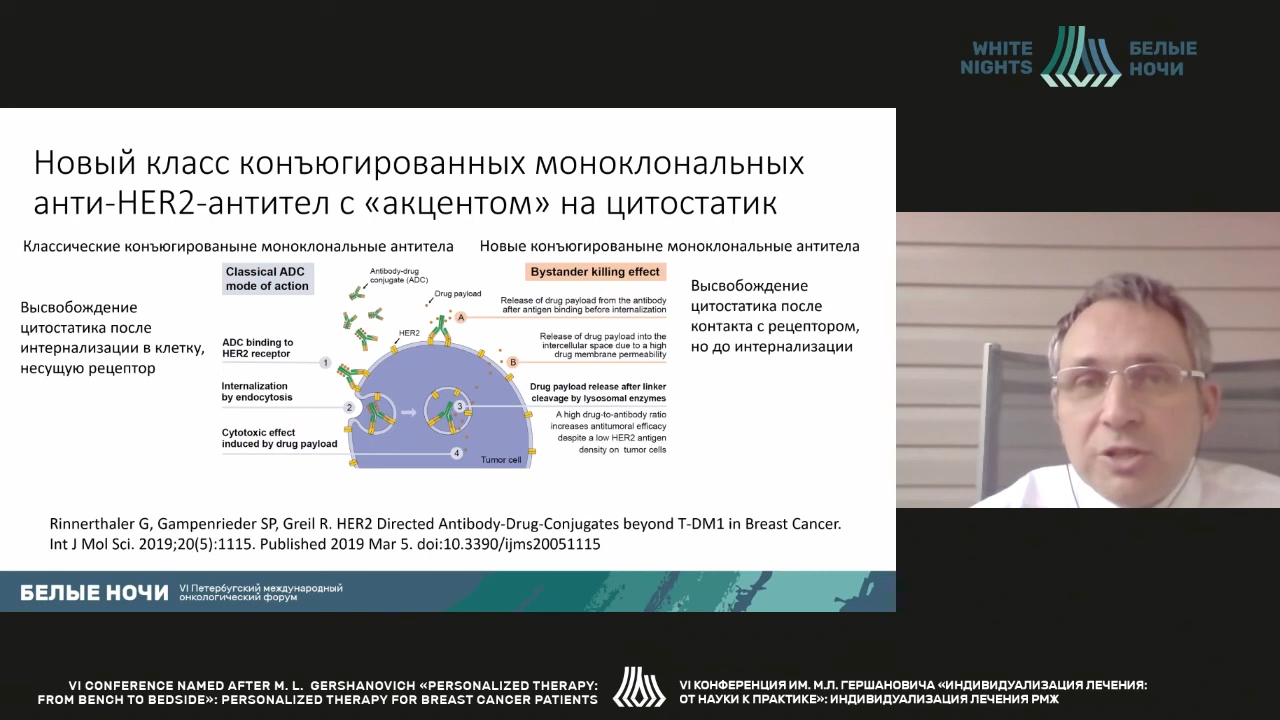 WHITE
NIGHTS
БЕЛЫЕ
НОЧИ
Новый класс конъюгированных моноклональных
анти-HER2-антител с «акцентом» на цитостатик
Классические конъюгированыне моноклональные антитела
Новые конъюгированыне моноклональные антитела
Высвобождение
цитостатика после
интернализации в клетку,
несущую рецептор
Classical ADC
mode of action
Antibody-drug
conjugate (ADC)
Drug payload
HER2
A
B
ADC binding to
HER2 receptor
1
Internalization
by endocytosis
2
3
Cytotoxic effect
induced by drug payload
4
Tumor cell
Bystander killing effect
Release of drug payload from the antibody
after antigen binding before internalization
Release of drug payload into the
intercellular space due to a high
drug membrane permeability
Drug payload release after linker
cleavage by lysosomal enzymes
A high drug-to-antibody ratio
increases antitumoral efficacy
despite a low HER2 antigen
density on tumor cells
Высвобождение
цитостатика после
контакта с рецептором,
но до интернализации
Rinnerthaler G, Gampenrieder SP, Greil R. HER2 Directed Antibody-Drug-Conjugates beyond T-DM1 in Breast Cancer.
Int J Mol Sci. 2019;20(5):1115. Published 2019 Mar 5. doi:10.3390/ijms20051115
БЕЛЫЕ НОЧИ
VI Петербугский международный
онкологический форум
VI CONFERENCE NAMED AFTER M. L. GERSHANOVICH «PERSONALIZED THERAPY:
FROM BENCH TO BEDSIDE»: PERSONALIZED THERAPY FOR BREAST CANCER PATIENTS
VI КОНФЕРЕНЦИЯ ИМ. М.Л. ГЕРШАНОВИЧА «ИНДИВИДУАЛИЗАЦИЯ ЛЕЧЕНИЯ:
ОТ НАУКИ К ПРАКТИКЕ»: ИНДИВИДУАЛИЗАЦИЯ ЛЕЧЕНИЯ РМЖ